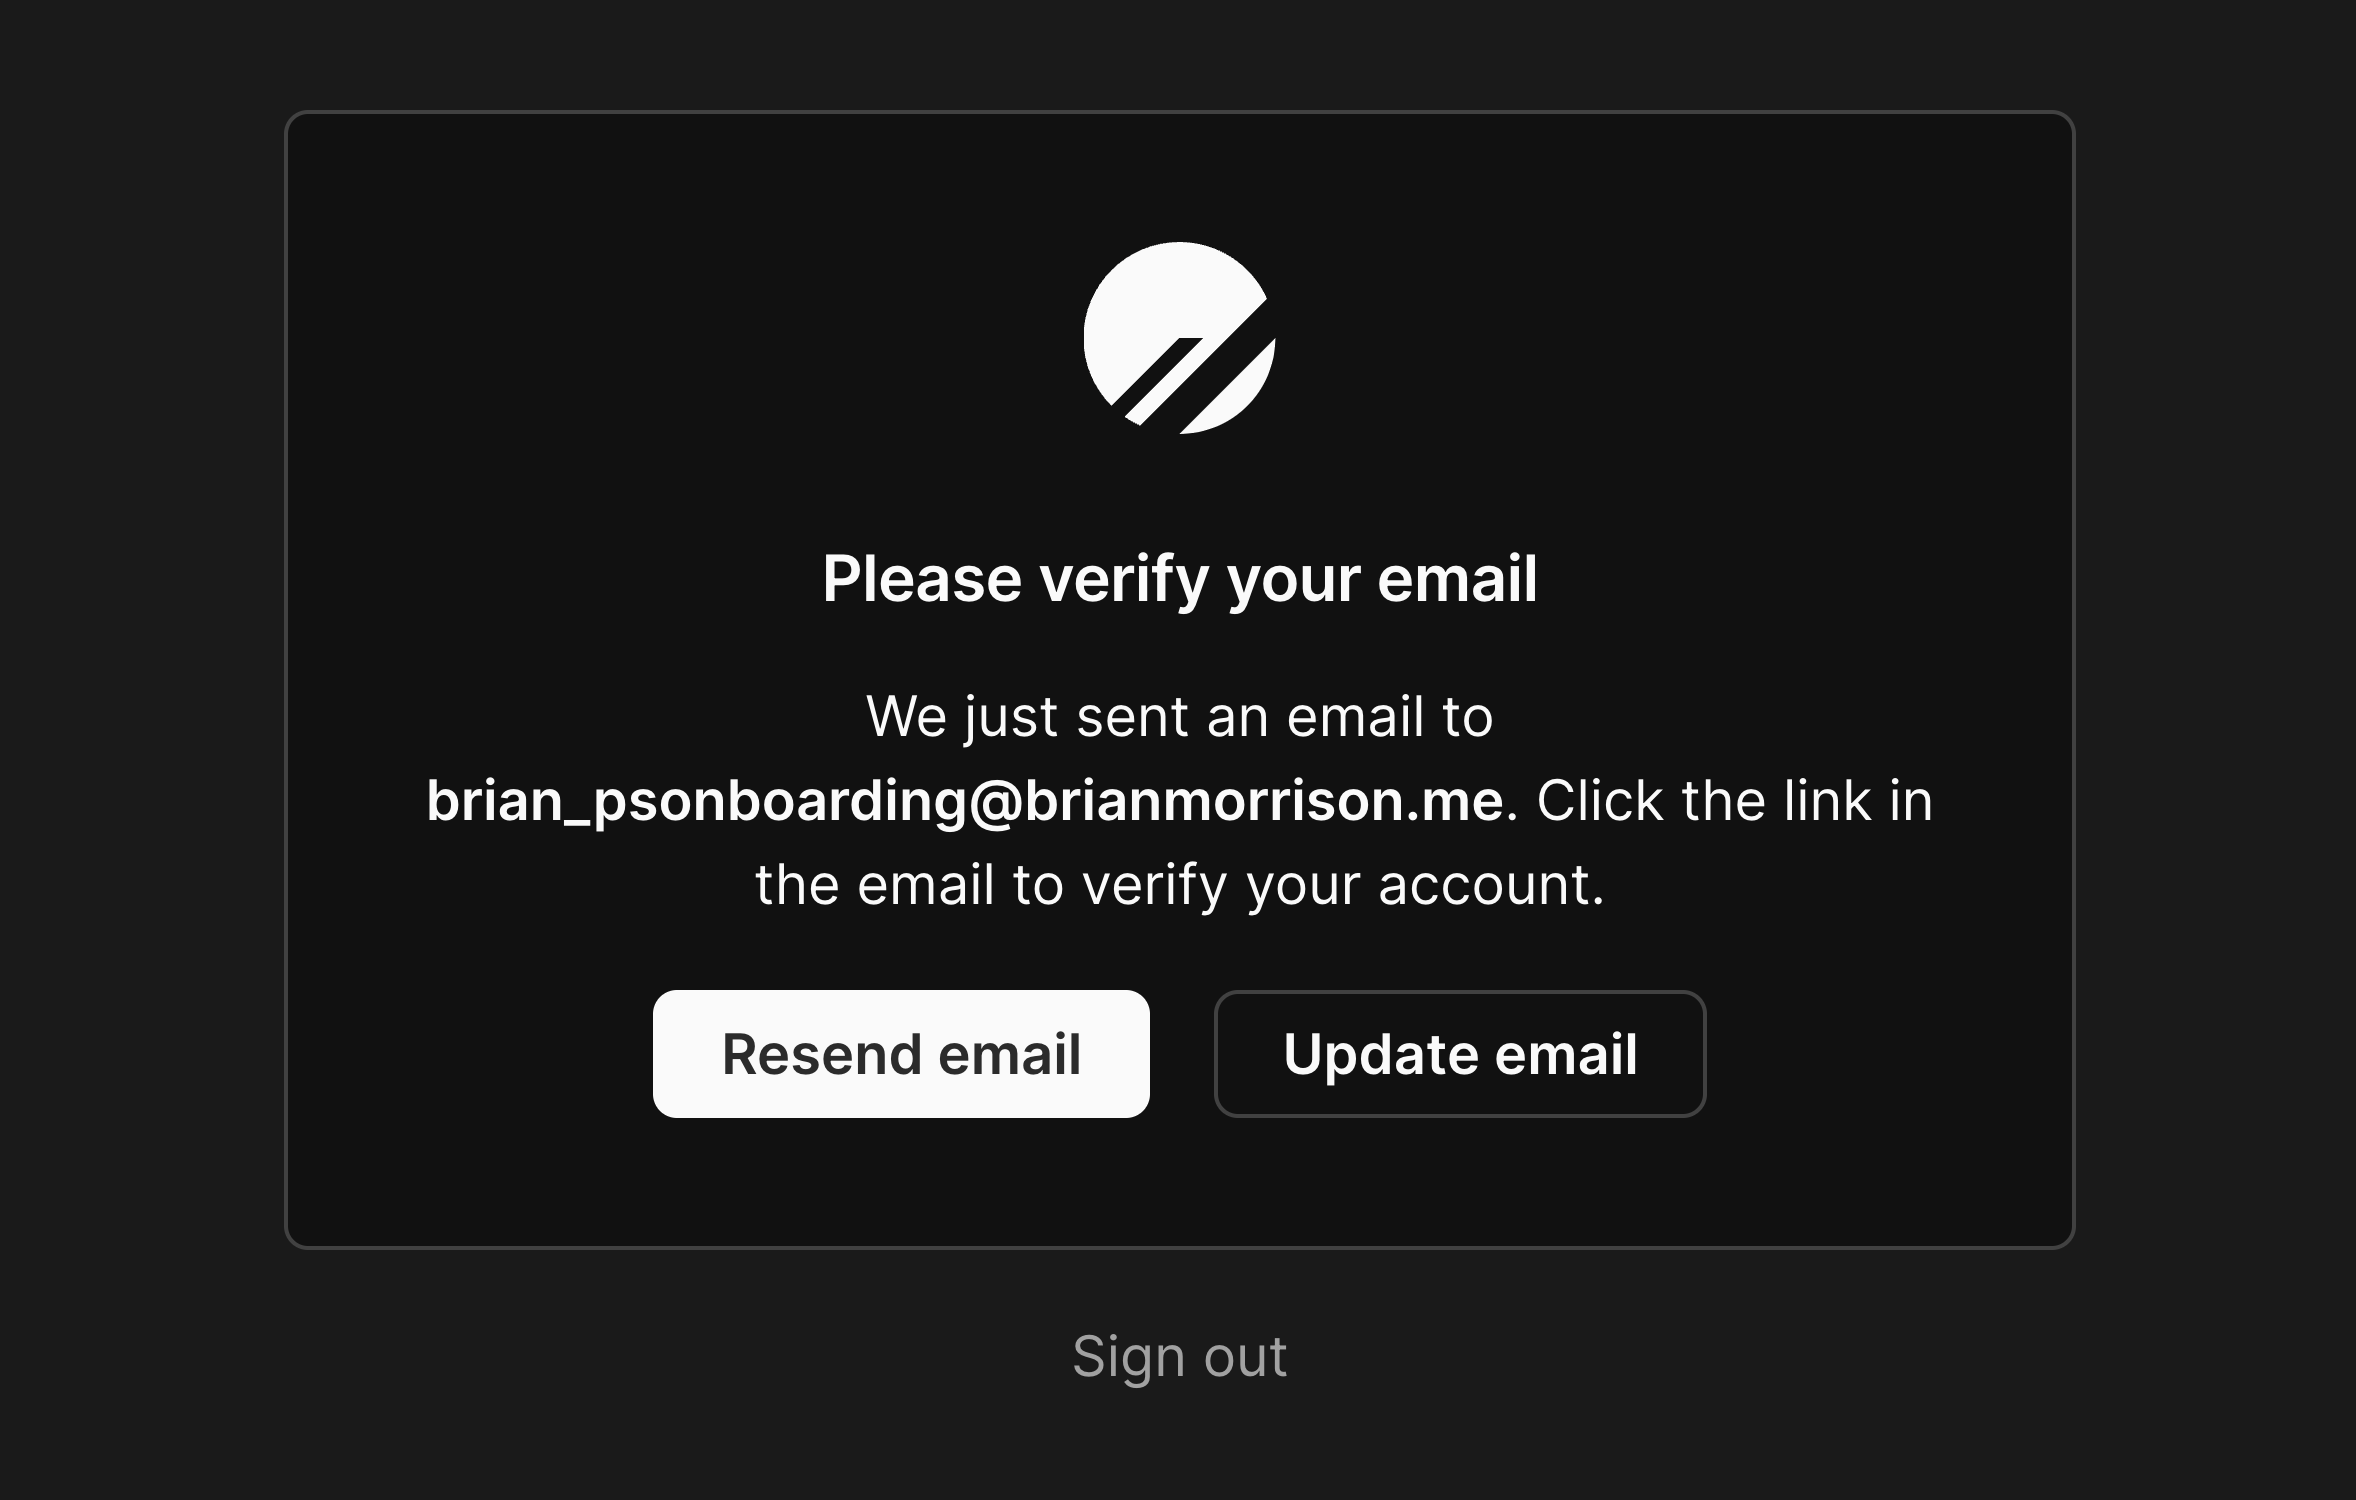 Please verify your email
We just sent an email to
brian_psonboarding@brianmorrison.me. Click the link in
the email to verify your account.
Resend email
Update email
Sign out